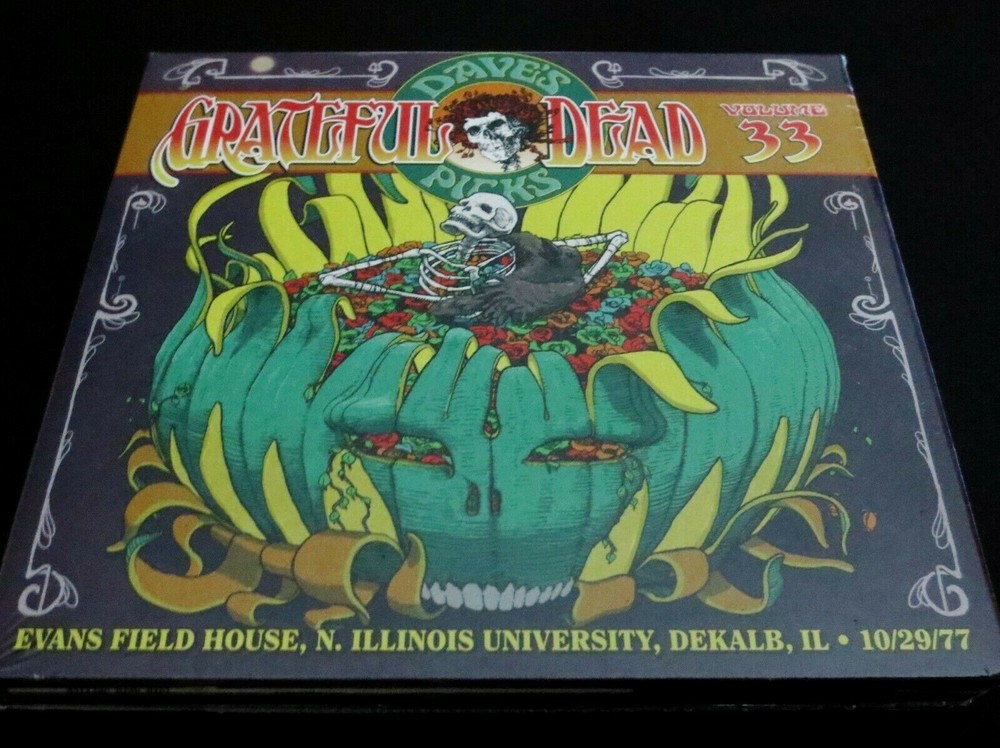 DAVE'S
GRATEFUL DEAD VOLUME 33
PICKS
EVANS FIELD HOUSE, N. ILLINOIS UNIVERSITY, DEKALB, IL • 10/29/77